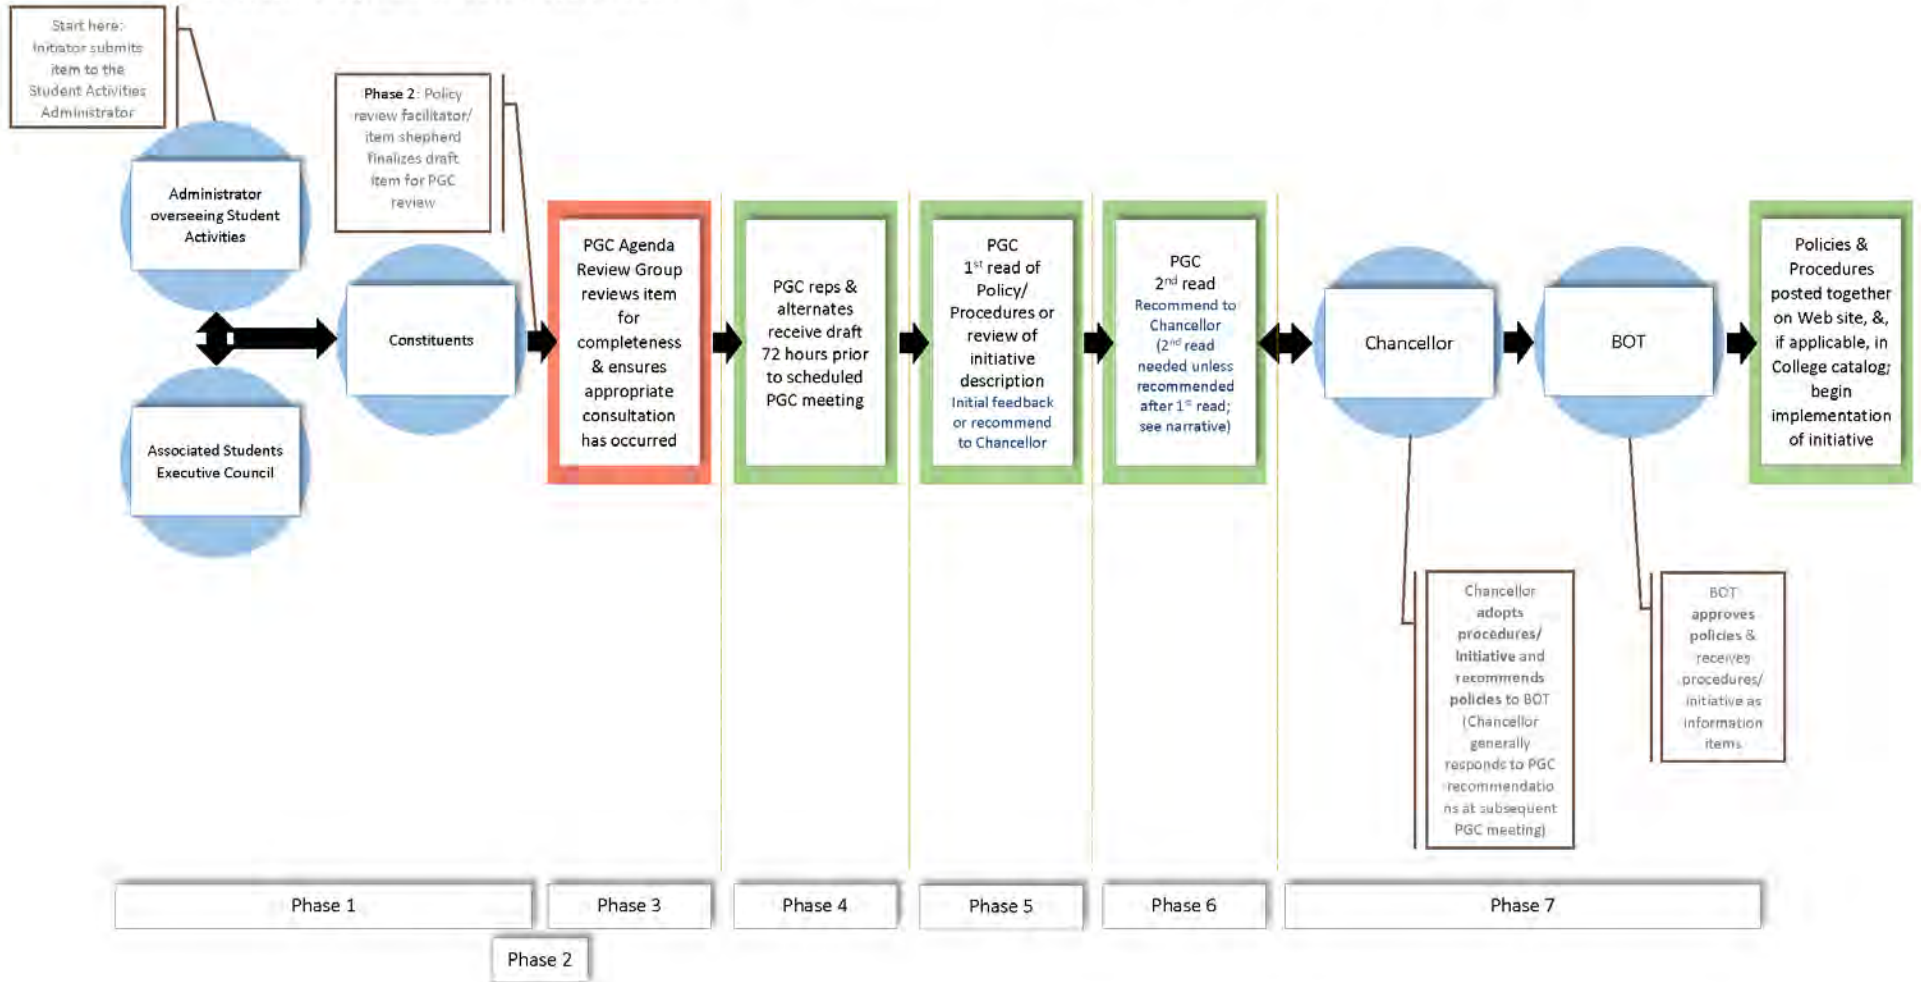 Start here:
Initiator submits
item to the
Student Activities
Administrator
Administrator
overseeing Student
Activities
Associated Students
Executive Council
Phase 2: Policy
review facilitator/
item shepherd
finalizes draft
item for PGC
review
Constituents
PGC Agenda
Review Group
reviews item
for
completeness
& ensures
appropriate
consultation
has occurred
PGC reps &
alternates
receive draft
72 hours prior
to scheduled
PGC meeting
PGC
1st read of
Policy/
Procedures or
review of
initiative
description
Initial feedback
or recommend
to Chancellor
PGC
2nd read
Recommend to
Chancellor
(2nd read
needed unless
recommended
after 1st read;
see narrative)
Chancellor
BOT
Policies &
Procedures
posted together
on Web site, &,
if applicable, in
College catalog;
begin
implementation
of initiative
Chancellor
adopts
procedures/
Initiative and
recommends
policies to BOT
(Chancellor
generally
responds to PGC
recommendatio
ns at subsequent
PGC meeting)
BOT
approves
policies &
receives
procedures/
initiative as
information
items
Phase 1
Phase 3
Phase 4
Phase 5
Phase 6
Phase 7
Phase 2